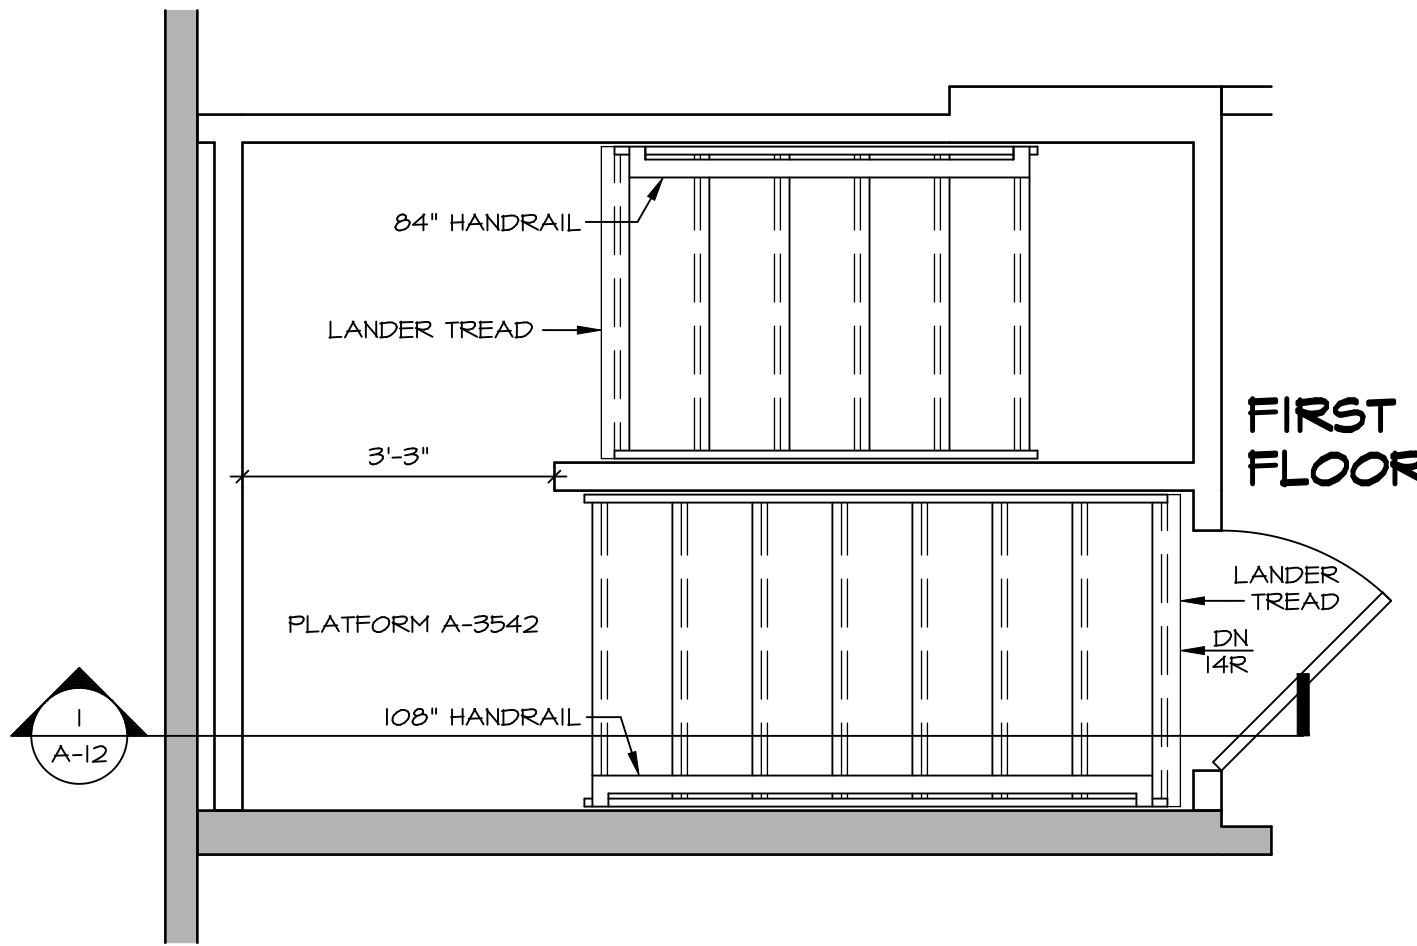 84" HANDRAIL
LANDER TREAD
3'-3"
FIRST
FLOOR
LANDER
TREAD
PLATFORM A-3542
DN
14R
108" HANDRAIL
1
A-12